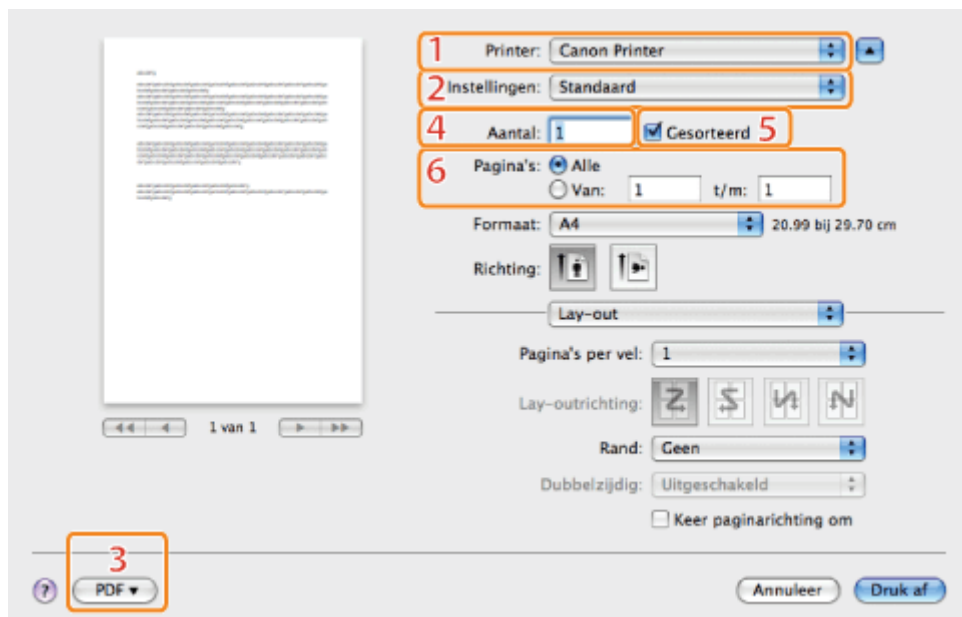 1 Printer: Canon Printer
2 Instellingen: Standaard
4 Aantal: 1 Gesorteerd 5
6 Pagina's: Alle
Van: 1 t/m: 1
Formaat: A4 20.99 bij 29.70 cm
Richting:
Lay-out
Pagina's per vel: 1
Lay-outrichting:
1 van 1
Rand: Geen
Dubbelzijdig: Uitgeschakeld
Keer paginarichting om
3
? PDF Annuleer Druk af